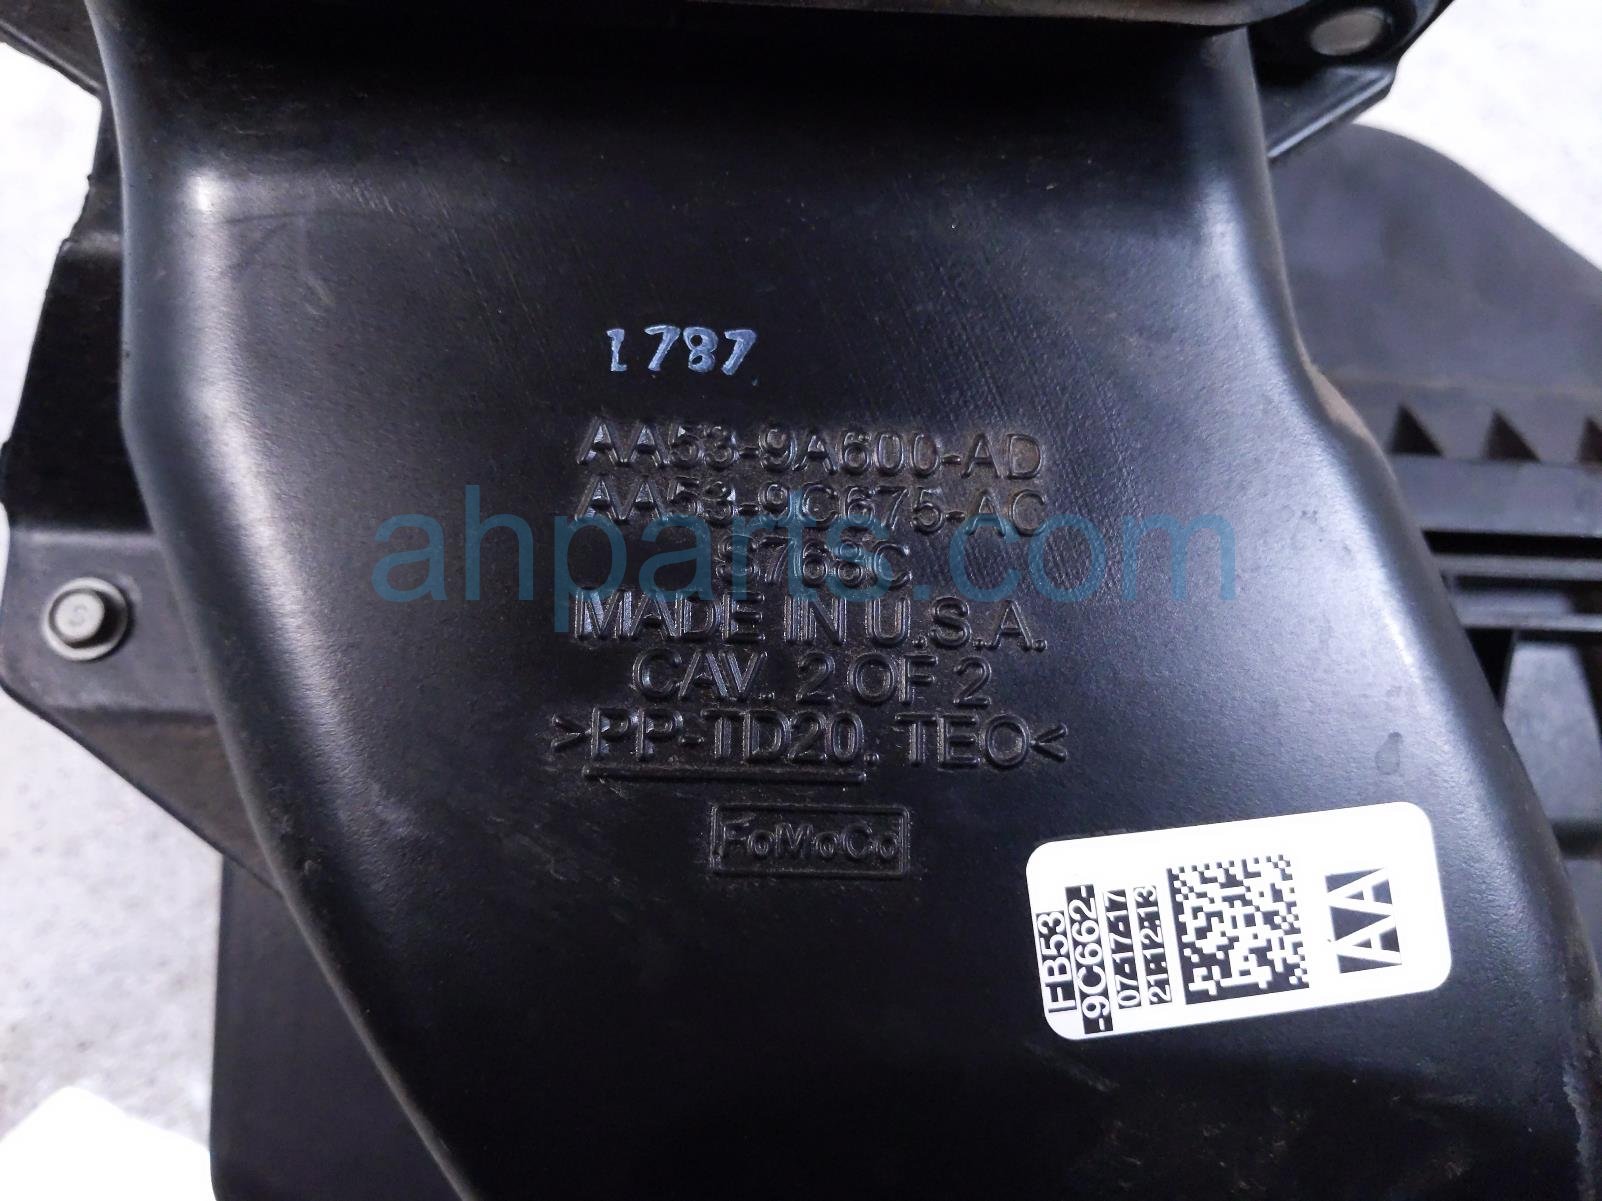 1787
AA53-9A600-AD
AA53-9C675-AC
8768C
MADE IN U.S.A.
CAV. 2 OF 2
>PP-TD20. TEO<
FoMoCo
FB53
-9C662-
07-17-17
21:12:13
AA
S
ahparts.com